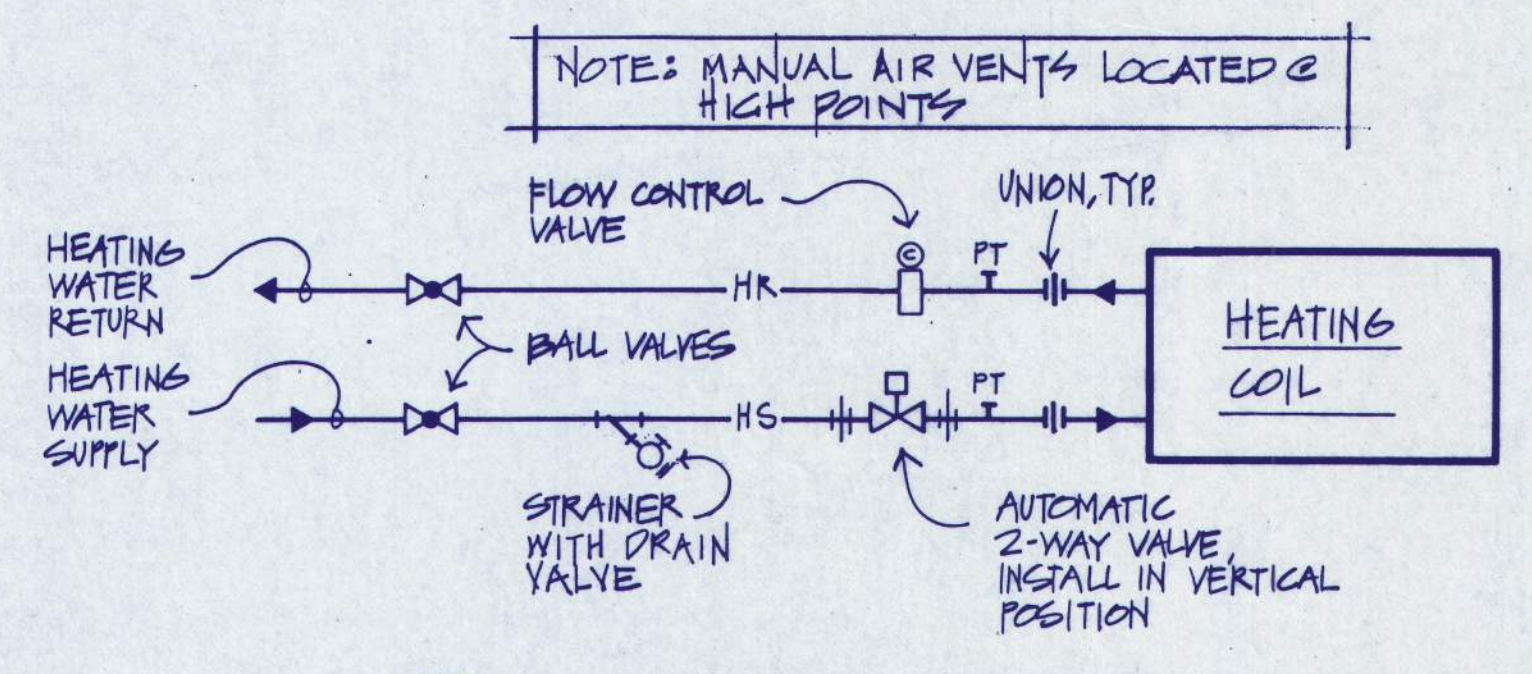 NOTE: MANUAL AIR VENTS LOCATED @
HIGH POINTS
FLOW CONTROL
VALVE
UNION, TYP.
HEATING
WATER
RETURN
C
PT
HR
HEATING
COIL
BALL VALVES
HEATING
WATER
SUPPLY
PT
HS
STRAINER
WITH DRAIN
VALVE
AUTOMATIC
2-WAY VALVE,
INSTALL IN VERTICAL
POSITION